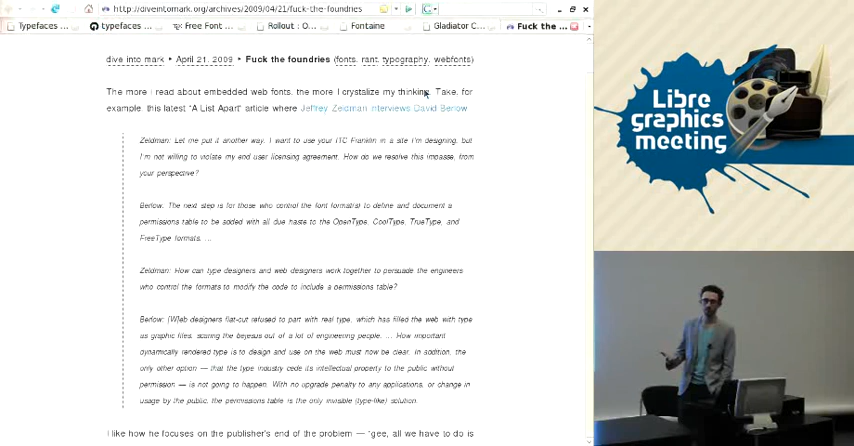 http://diveintomark.org/archives/2009/04/21/fuck-the-foundries
Typefaces ... typefaces ... Free Font ... Rollout : O... Fontaine Gladiator C... Fuck the ...
dive into mark • April 21, 2009 • Fuck the foundries (fonts, rant, typography, webfonts)
The more I read about embedded web fonts, the more I crystalize my thinking. Take, for
example, this latest "A List Apart" article where Jeffrey Zeldman interviews David Berlow
Zeldman: Let me put it another way. I want to use your ITC Franklin in a site I'm designing, but
I'm not willing to violate my end user licensing agreement. How do we resolve this impasse, from
your perspective?
Berlow: The next step is for those who control the font format(s) to define and document a
permissions table to be added with all due haste to the OpenType, CoolType, TrueType, and
FreeType formats. ...
Zeldman: How can type designers and web designers work together to persuade the engineers
who control the formats to modify the code to include a permissions table?
Berlow: [W]eb designers flat-out refused to part with real type, which has filled the web with type
as graphic files, scaring the bejesus out of a lot of engineering people. ... How important
dynamically rendered type is to design and use on the web must now be clear. In addition, the
only other option — that the type industry cede its intellectual property to the public without
permission — is not going to happen. With no upgrade penalty to any applications, or change in
usage by the public, the permissions table is the only invisible (type-like) solution.
I like how he focuses on the publisher's end of the problem — "gee, all we have to do is
Libre
graphics
meeting